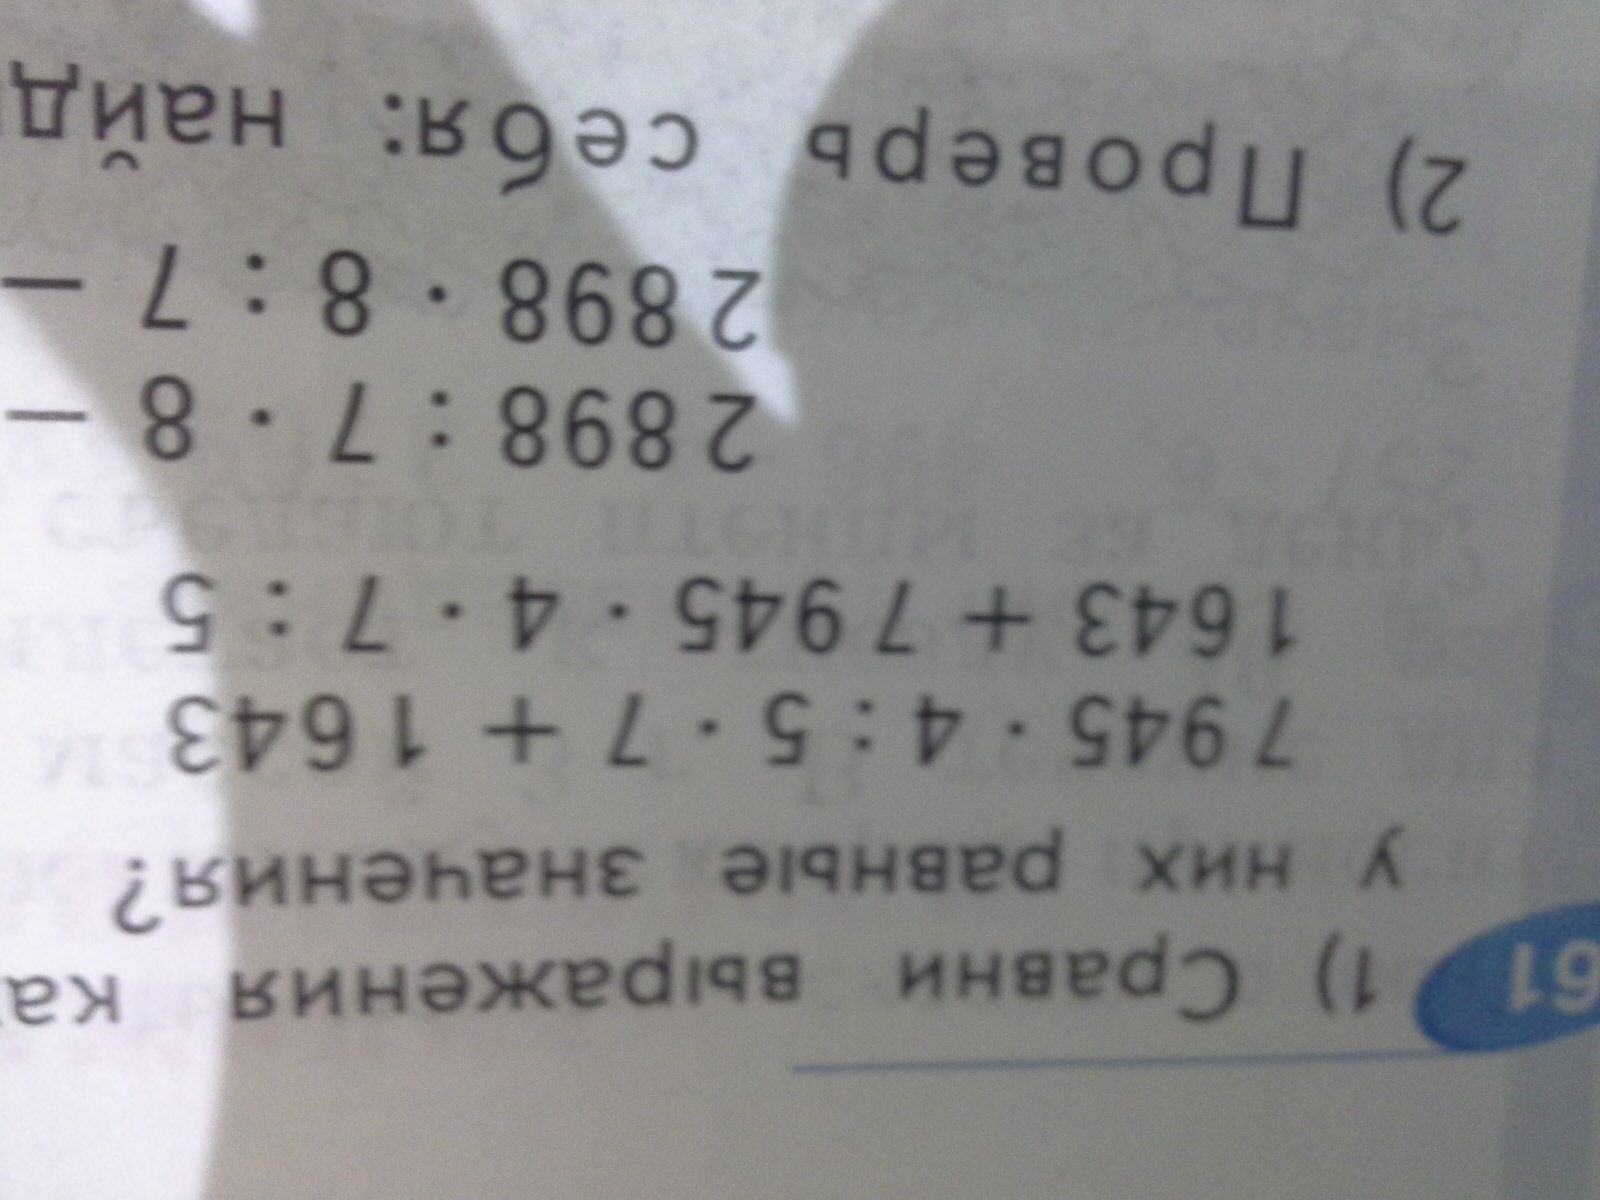 61 1) Сравни выражения
у них равные значения?
7 945 · 4 : 5 · 7 + 1 643
1 643 + 7 945 · 4 · 7 : 5
2 898 : 7 · 8 –
2 898 · 8 : 7 –
2) Проверь себя: